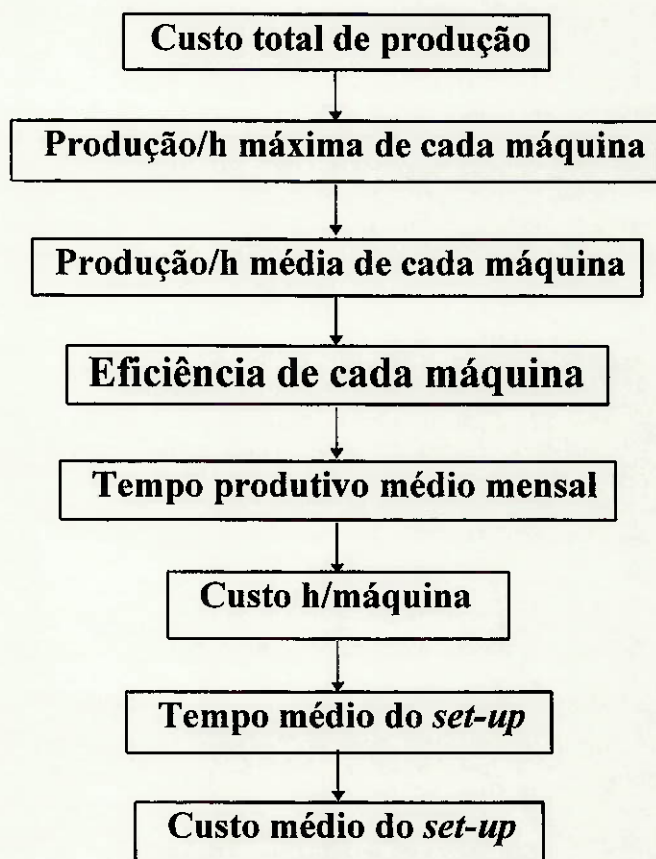 Custo total de produção
Produção/h máxima de cada máquina
Produção/h média de cada máquina
Eficiência de cada máquina
Tempo produtivo médio mensal
Custo h/máquina
Tempo médio do set-up
Custo médio do set-up